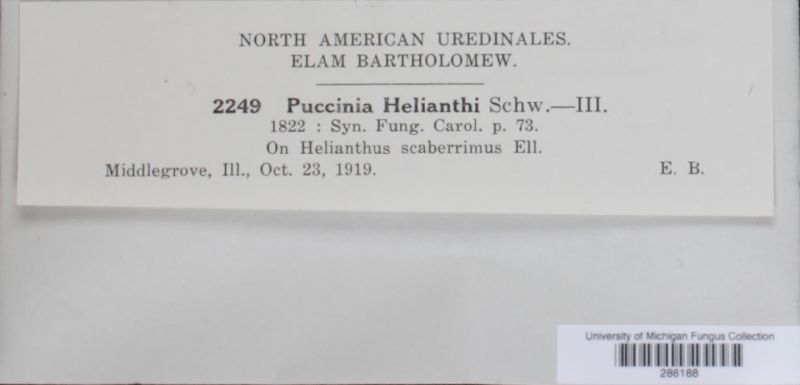 NORTH AMERICAN UREDINALES.
ELAM BARTHOLOMEW.
2249 Puccinia Helianthi Schw.—III.
1822 : Syn. Fung. Carol. p. 73.
On Helianthus scaberrimus Ell.
Middlegrove, Ill., Oct. 23, 1919. E. B.
University of Michigan Fungus Collection
286188